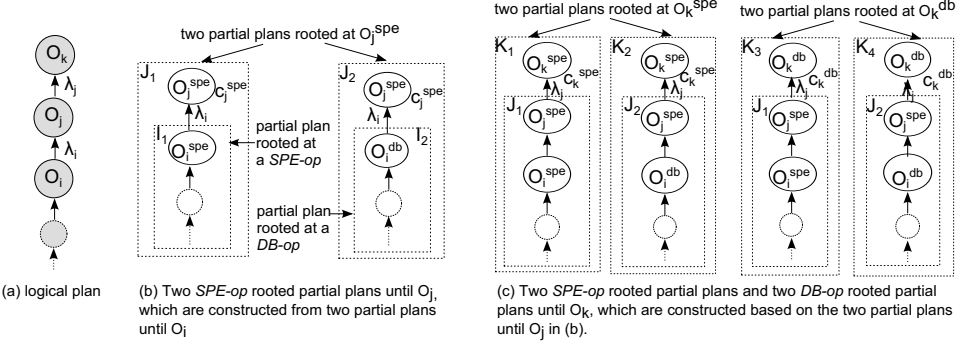 O_k
λ_j
O_j
λ_i
O_i
(a) logical plan
two partial plans rooted at O_j^spe
J_1
O_j^spe
c_j^spe
λ_i
I_1
O_i^spe
J_2
O_j^spe
c_j^spe
λ_i
I_2
O_i^db
partial plan
rooted at
a SPE-op
partial plan
rooted at a
DB-op
(b) Two SPE-op rooted partial plans until O_j,
which are constructed from two partial plans
until O_i
two partial plans rooted at O_k^spe
K_1
O_k^spe
c_k^spe
λ_j
J_1
O_j^spe
O_i^spe
K_2
O_k^spe
c_k^spe
λ_j
J_2
O_j^spe
O_i^db
two partial plans rooted at O_k^db
K_3
O_k^db
c_k^db
λ_j
J_1
O_j^spe
O_i^spe
K_4
O_k^db
c_k^db
λ_j
J_2
O_j^spe
O_i^db
(c) Two SPE-op rooted partial plans and two DB-op rooted partial
plans until O_k, which are constructed based on the two partial
plans until O_j in (b).